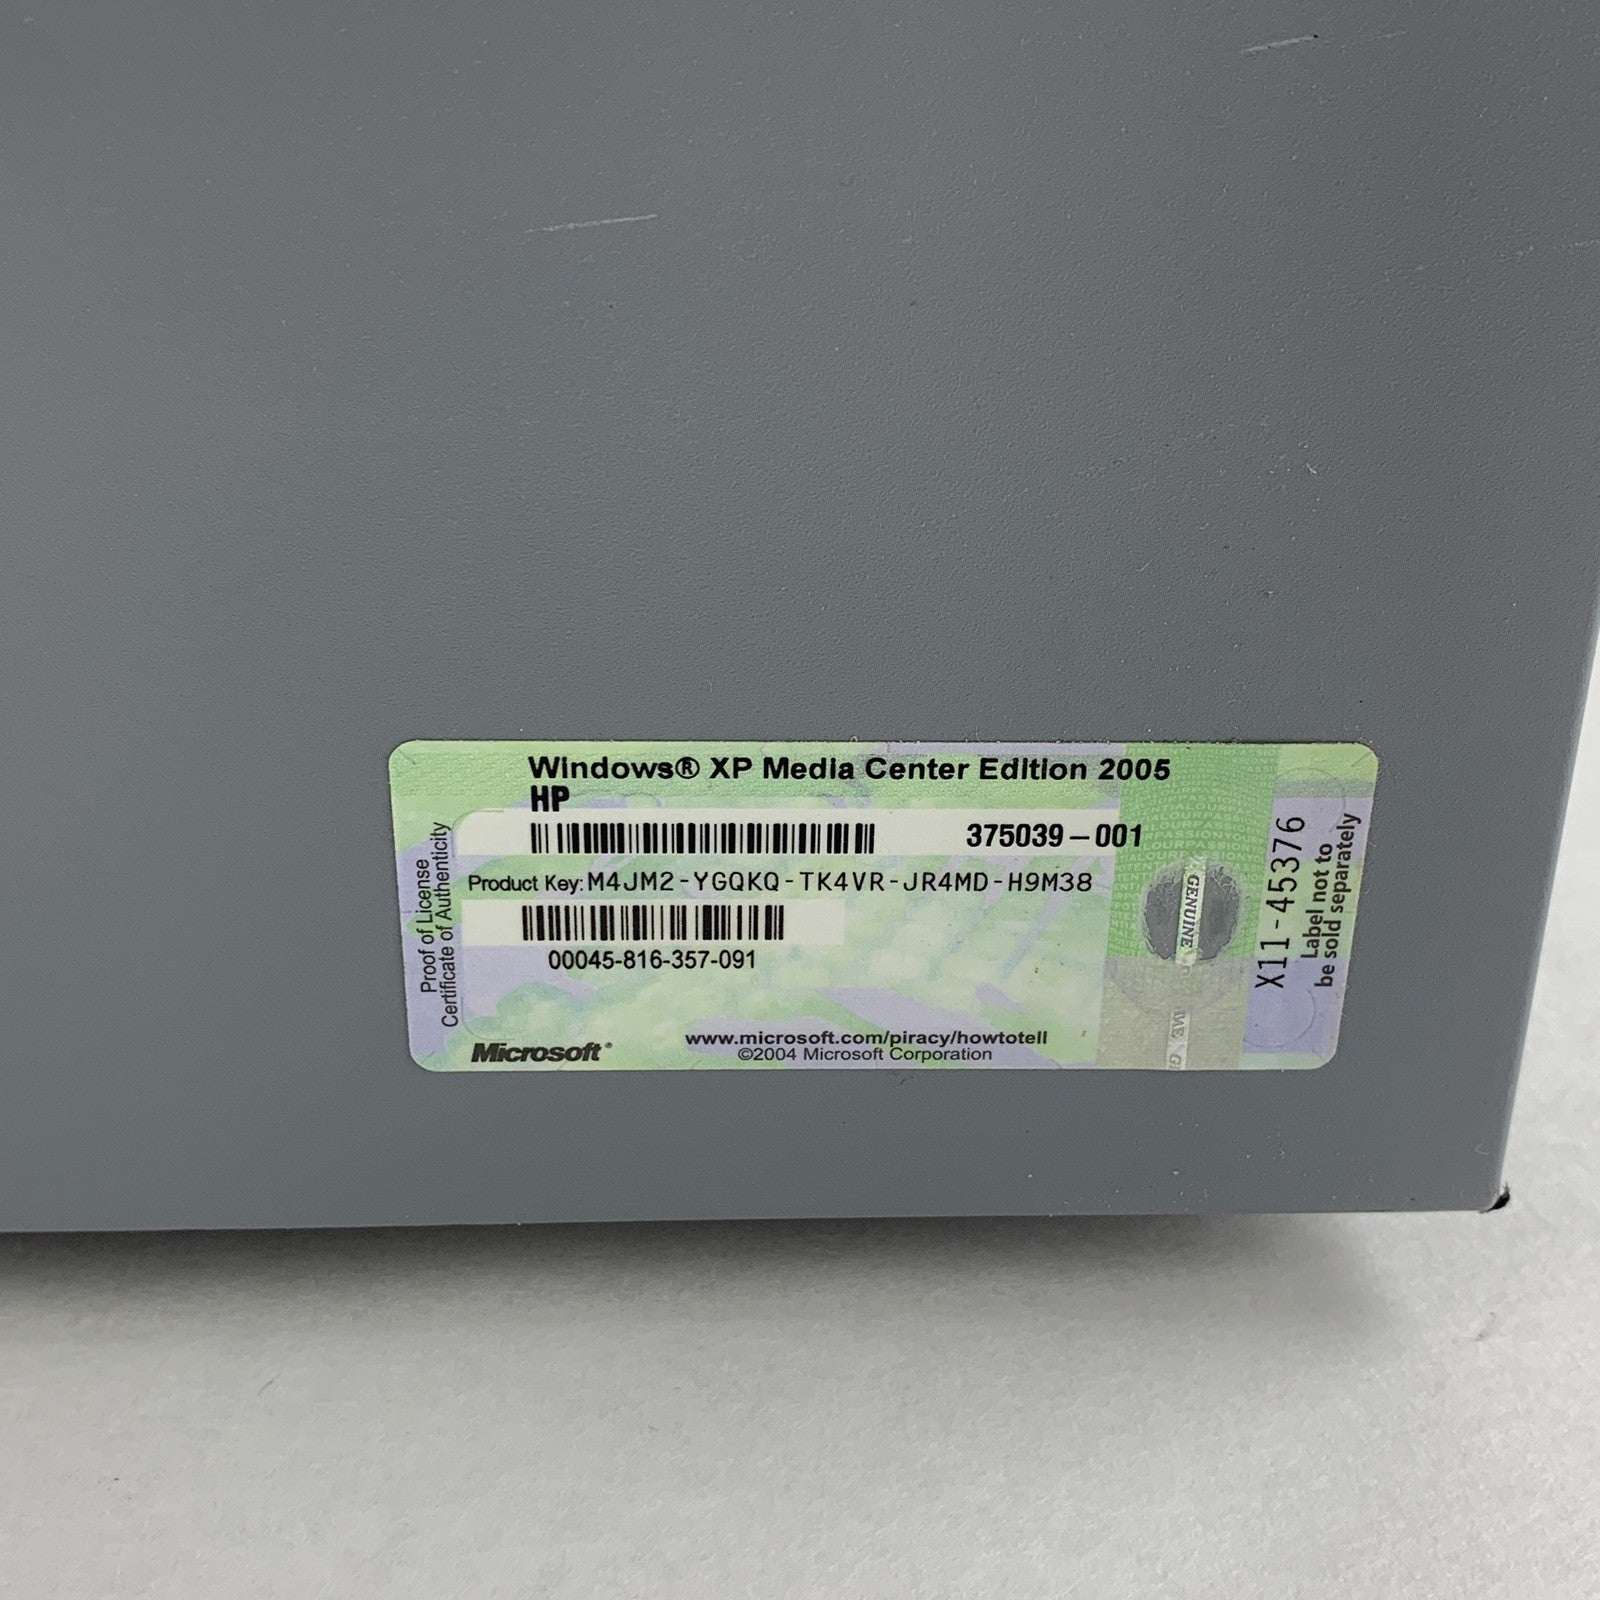 Windows® XP Media Center Edition 2005
HP
375039-001
Product Key: M4JM2-YGQKQ-TK4VR-JR4MD-H9M38
00045-816-357-091
Proof of License
Certificate of Authenticity
Microsoft®
www.microsoft.com/piracy/howtotell
©2004 Microsoft Corporation
GENUINE
X11-45376
Label not to
be sold separately